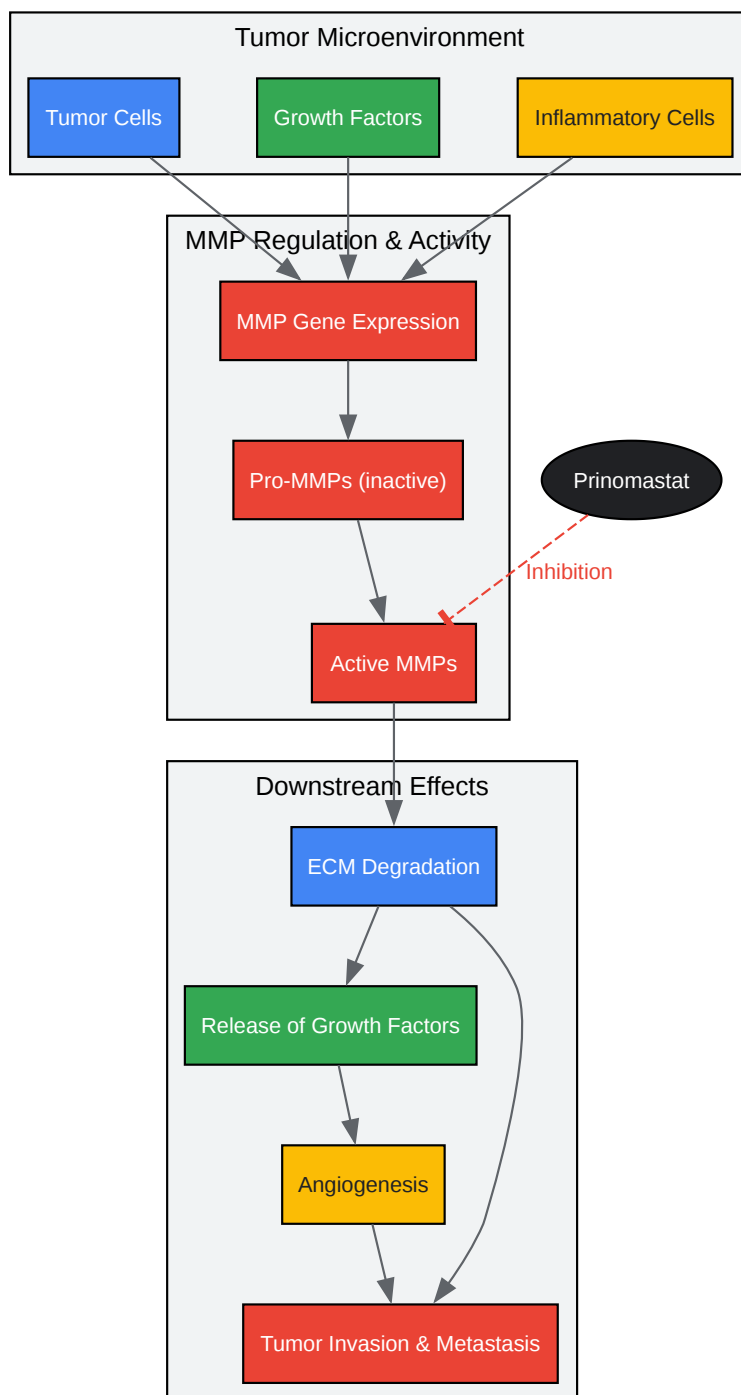 Tumor Microenvironment
Tumor Cells
Growth Factors
Inflammatory Cells
MMP Regulation & Activity
MMP Gene Expression
Pro-MMPs (inactive)
Prinomastat
Inhibition
Active MMPs
Downstream Effects
ECM Degradation
Release of Growth Factors
Angiogenesis
Tumor Invasion & Metastasis